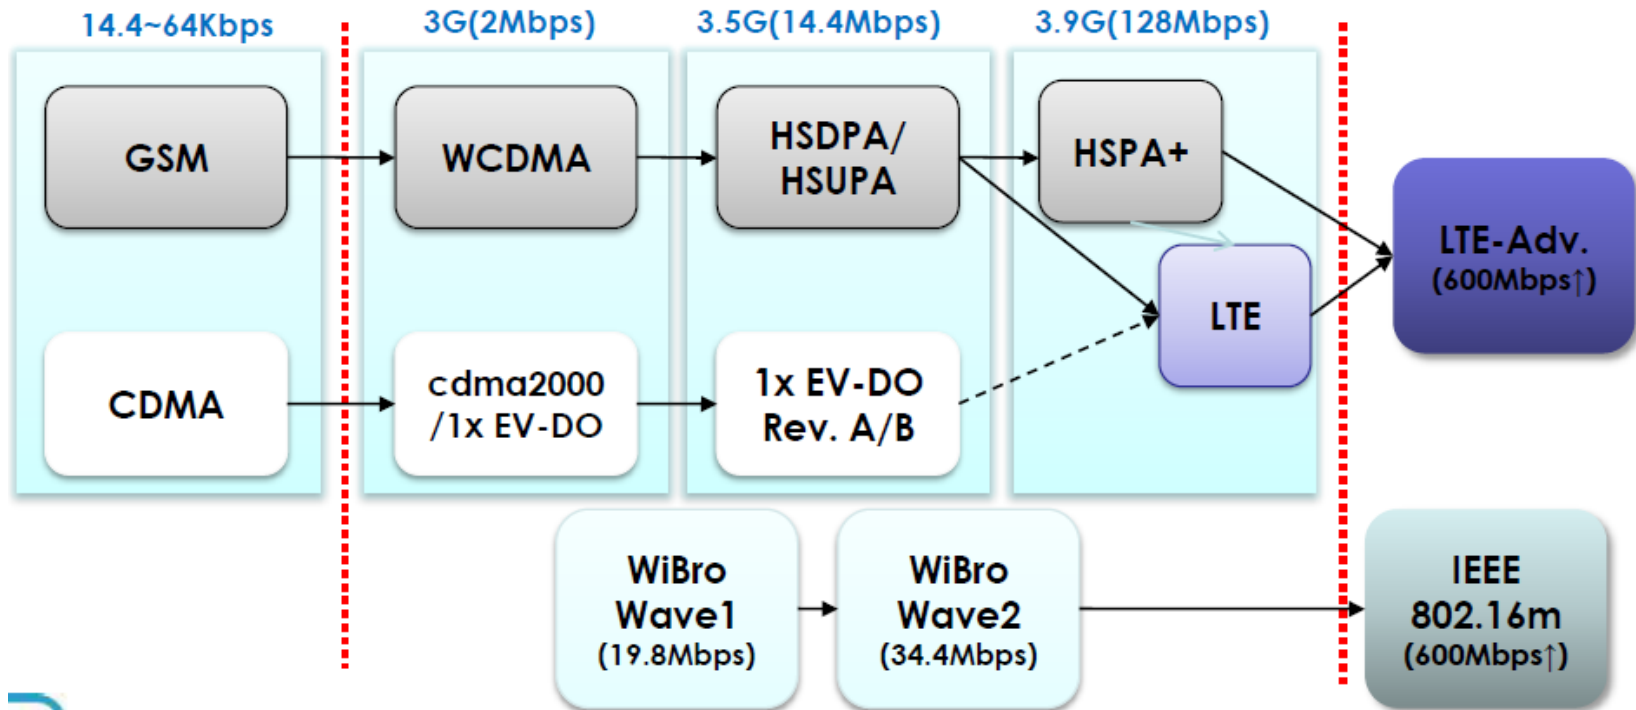 14.4~64Kbps
3G(2Mbps)
3.5G(14.4Mbps)
3.9G(128Mbps)
GSM
WCDMA
HSDPA/
HSUPA
HSPA+
LTE-Adv.
(600Mbps↑)
LTE
CDMA
cdma2000
/1x EV-DO
1x EV-DO
Rev. A/B
WiBro
Wave1
(19.8Mbps)
WiBro
Wave2
(34.4Mbps)
IEEE
802.16m
(600Mbps↑)